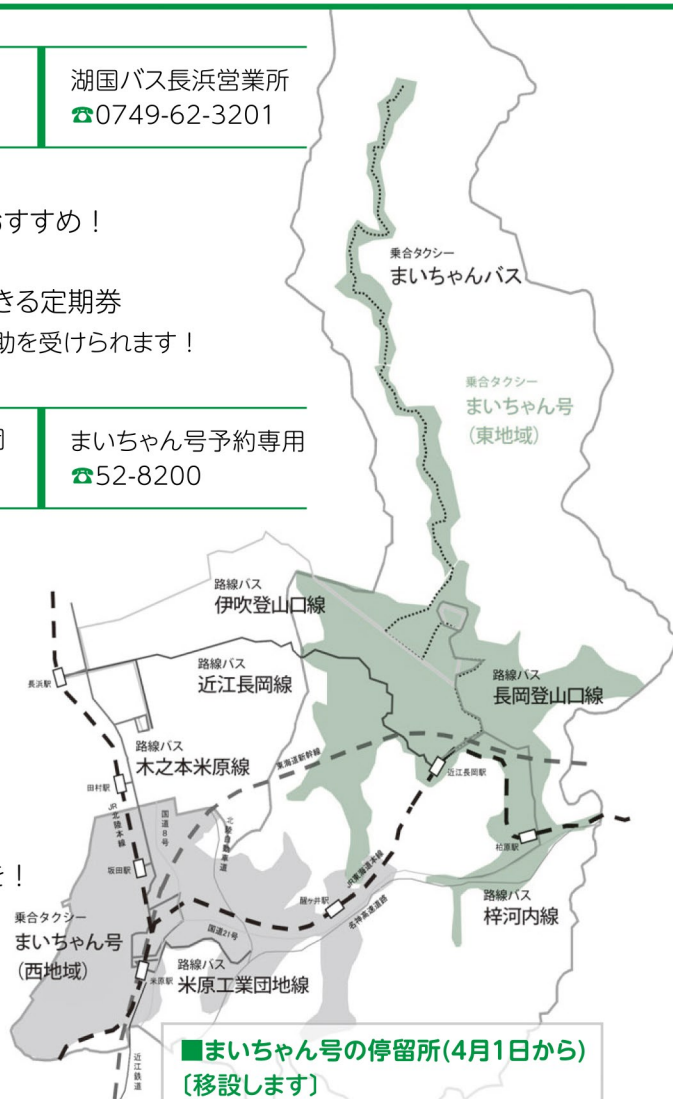 湖国バス長浜営業所
☎0749-62-3201
おすすめ！
きる定期券
助を受けられます！
まいちゃん号予約専用
☎52-8200
乗合タクシー
まいちゃんバス
乗合タクシー
まいちゃん号
（東地域）
路線バス
伊吹登山口線
路線バス
近江長岡線
路線バス
長岡登山口線
長浜駅
路線バス
木之本米原線
東海道新幹線
近江長岡駅
田村駅
JR北陸本線
国道8号
北陸自動車道
柏原駅
坂田駅
JR東海道本線
！
醒ヶ井駅
名神高速道路
路線バス
梓河内線
乗合タクシー
まいちゃん号
（西地域）
国道21号
米原駅
路線バス
米原工業団地線
近江鉄道
■まいちゃん号の停留所(4月1日から)
〔移設します〕